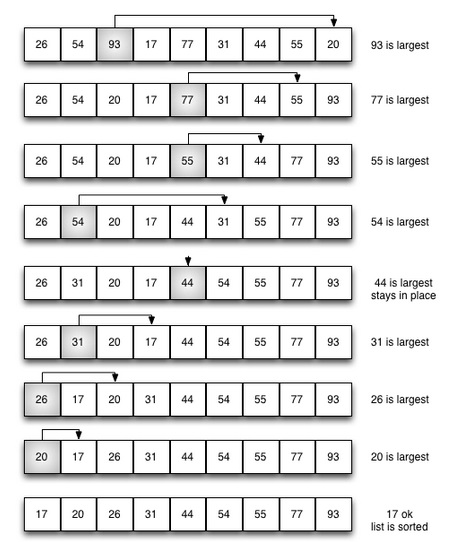 26 54 93 17 77 31 44 55 20 93 is largest
26 54 20 17 77 31 44 55 93 77 is largest
26 54 20 17 55 31 44 77 93 55 is largest
26 54 20 17 44 31 55 77 93 54 is largest
26 31 20 17 44 54 55 77 93 44 is largest
stays in place
26 31 20 17 44 54 55 77 93 31 is largest
26 17 20 31 44 54 55 77 93 26 is largest
20 17 26 31 44 54 55 77 93 20 is largest
17 20 26 31 44 54 55 77 93 17 ok
list is sorted